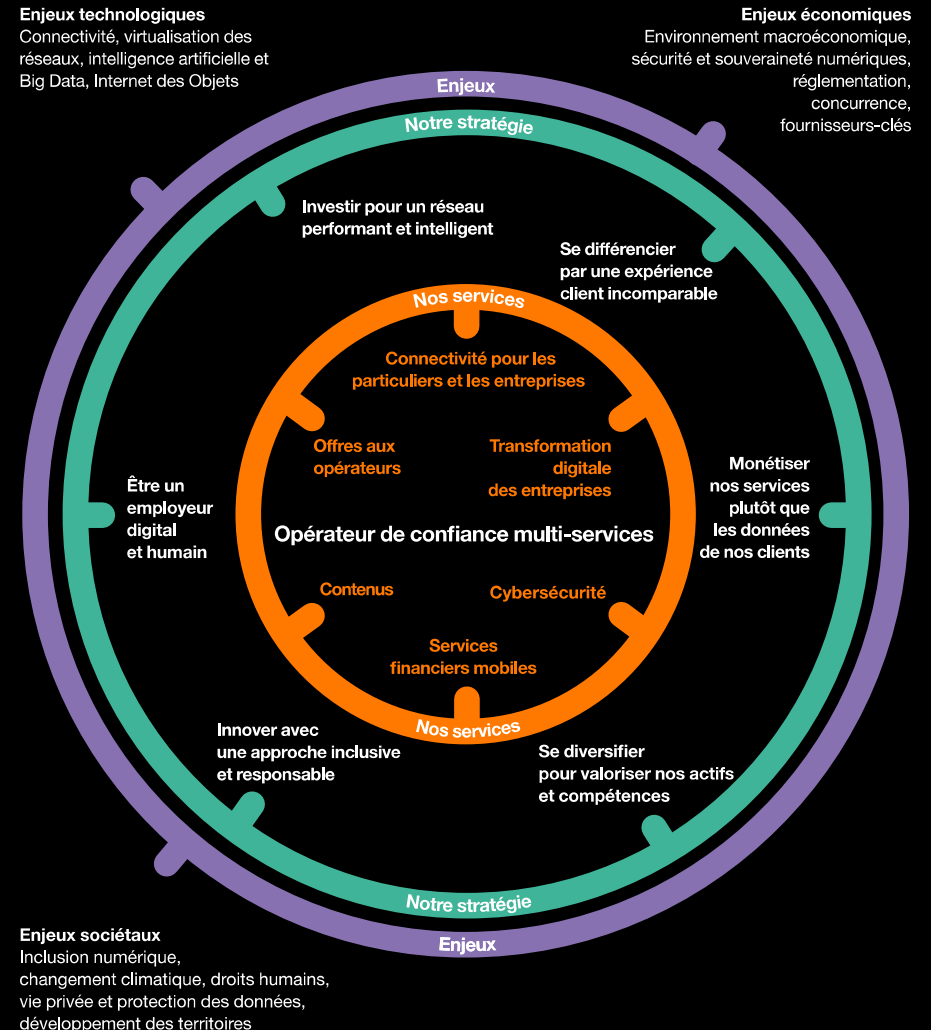 Enjeux technologiques
Connectivité, virtualisation des
réseaux, intelligence artificielle et
Big Data, Internet des Objets
Enjeux économiques
Environnement macroéconomique,
sécurité et souveraineté numériques,
réglementation,
concurrence,
fournisseurs-clés
Enjeux
Notre stratégie
Investir pour un réseau
performant et intelligent
Se différencier
par une expérience
client incomparable
Nos services
Connectivité pour les
particuliers et les entreprises
Offres aux
opérateurs
Transformation
digitale
des entreprises
Être un
employeur
digital
et humain
Monétiser
nos services
plutôt que
les données
de nos clients
Opérateur de confiance multi-services
Contenus
Cybersécurité
Services
financiers mobiles
Nos services
Innover avec
une approche inclusive
et responsable
Se diversifier
pour valoriser nos actifs
et compétences
Notre stratégie
Enjeux
Enjeux sociétaux
Inclusion numérique,
changement climatique, droits humains,
vie privée et protection des données,
développement des territoires